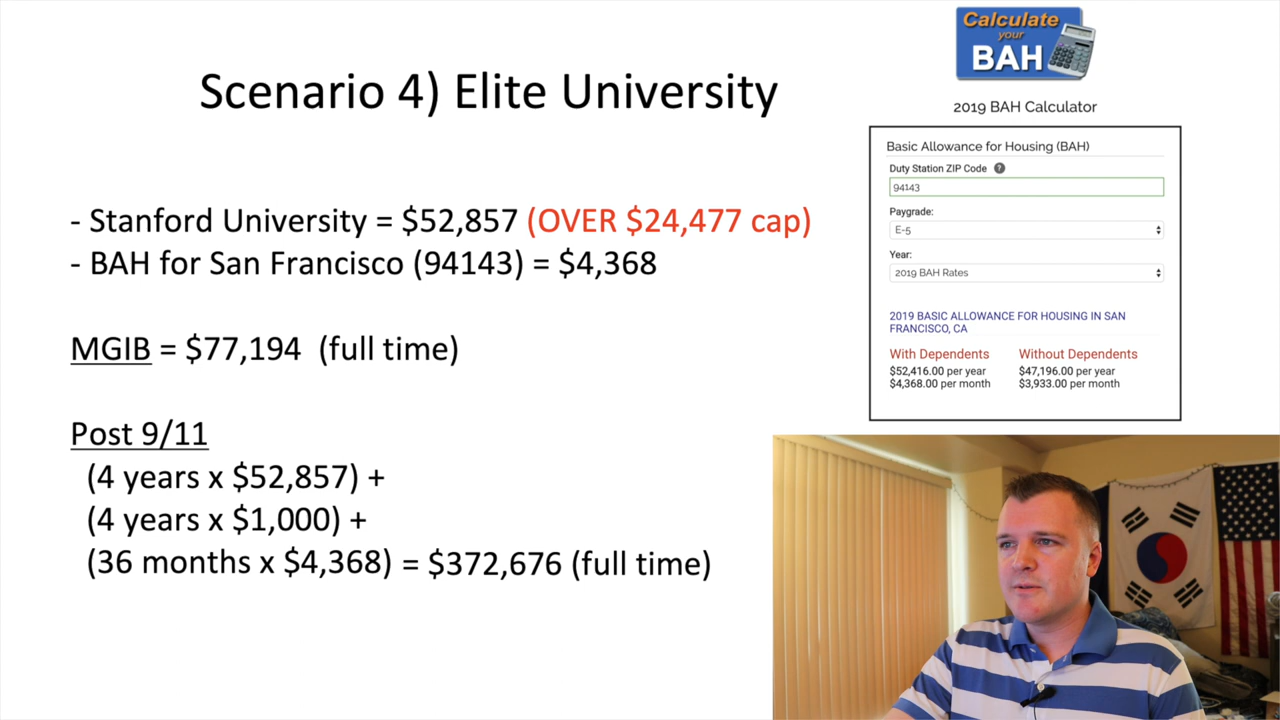 Calculate
your
BAH
Scenario 4) Elite University
2019 BAH Calculator
Basic Allowance for Housing (BAH)
Duty Station ZIP Code ?
94143
Paygrade:
E-5
Year:
2019 BAH Rates
2019 BASIC ALLOWANCE FOR HOUSING IN SAN
FRANCISCO, CA
With Dependents Without Dependents
$52,416.00 per year $47,196.00 per year
$4,368.00 per month $3,933.00 per month
- Stanford University = $52,857 (OVER $24,477 cap)
- BAH for San Francisco (94143) = $4,368
MGIB = $77,194 (full time)
Post 9/11
(4 years x $52,857) +
(4 years x $1,000) +
(36 months x $4,368) = $372,676 (full time)